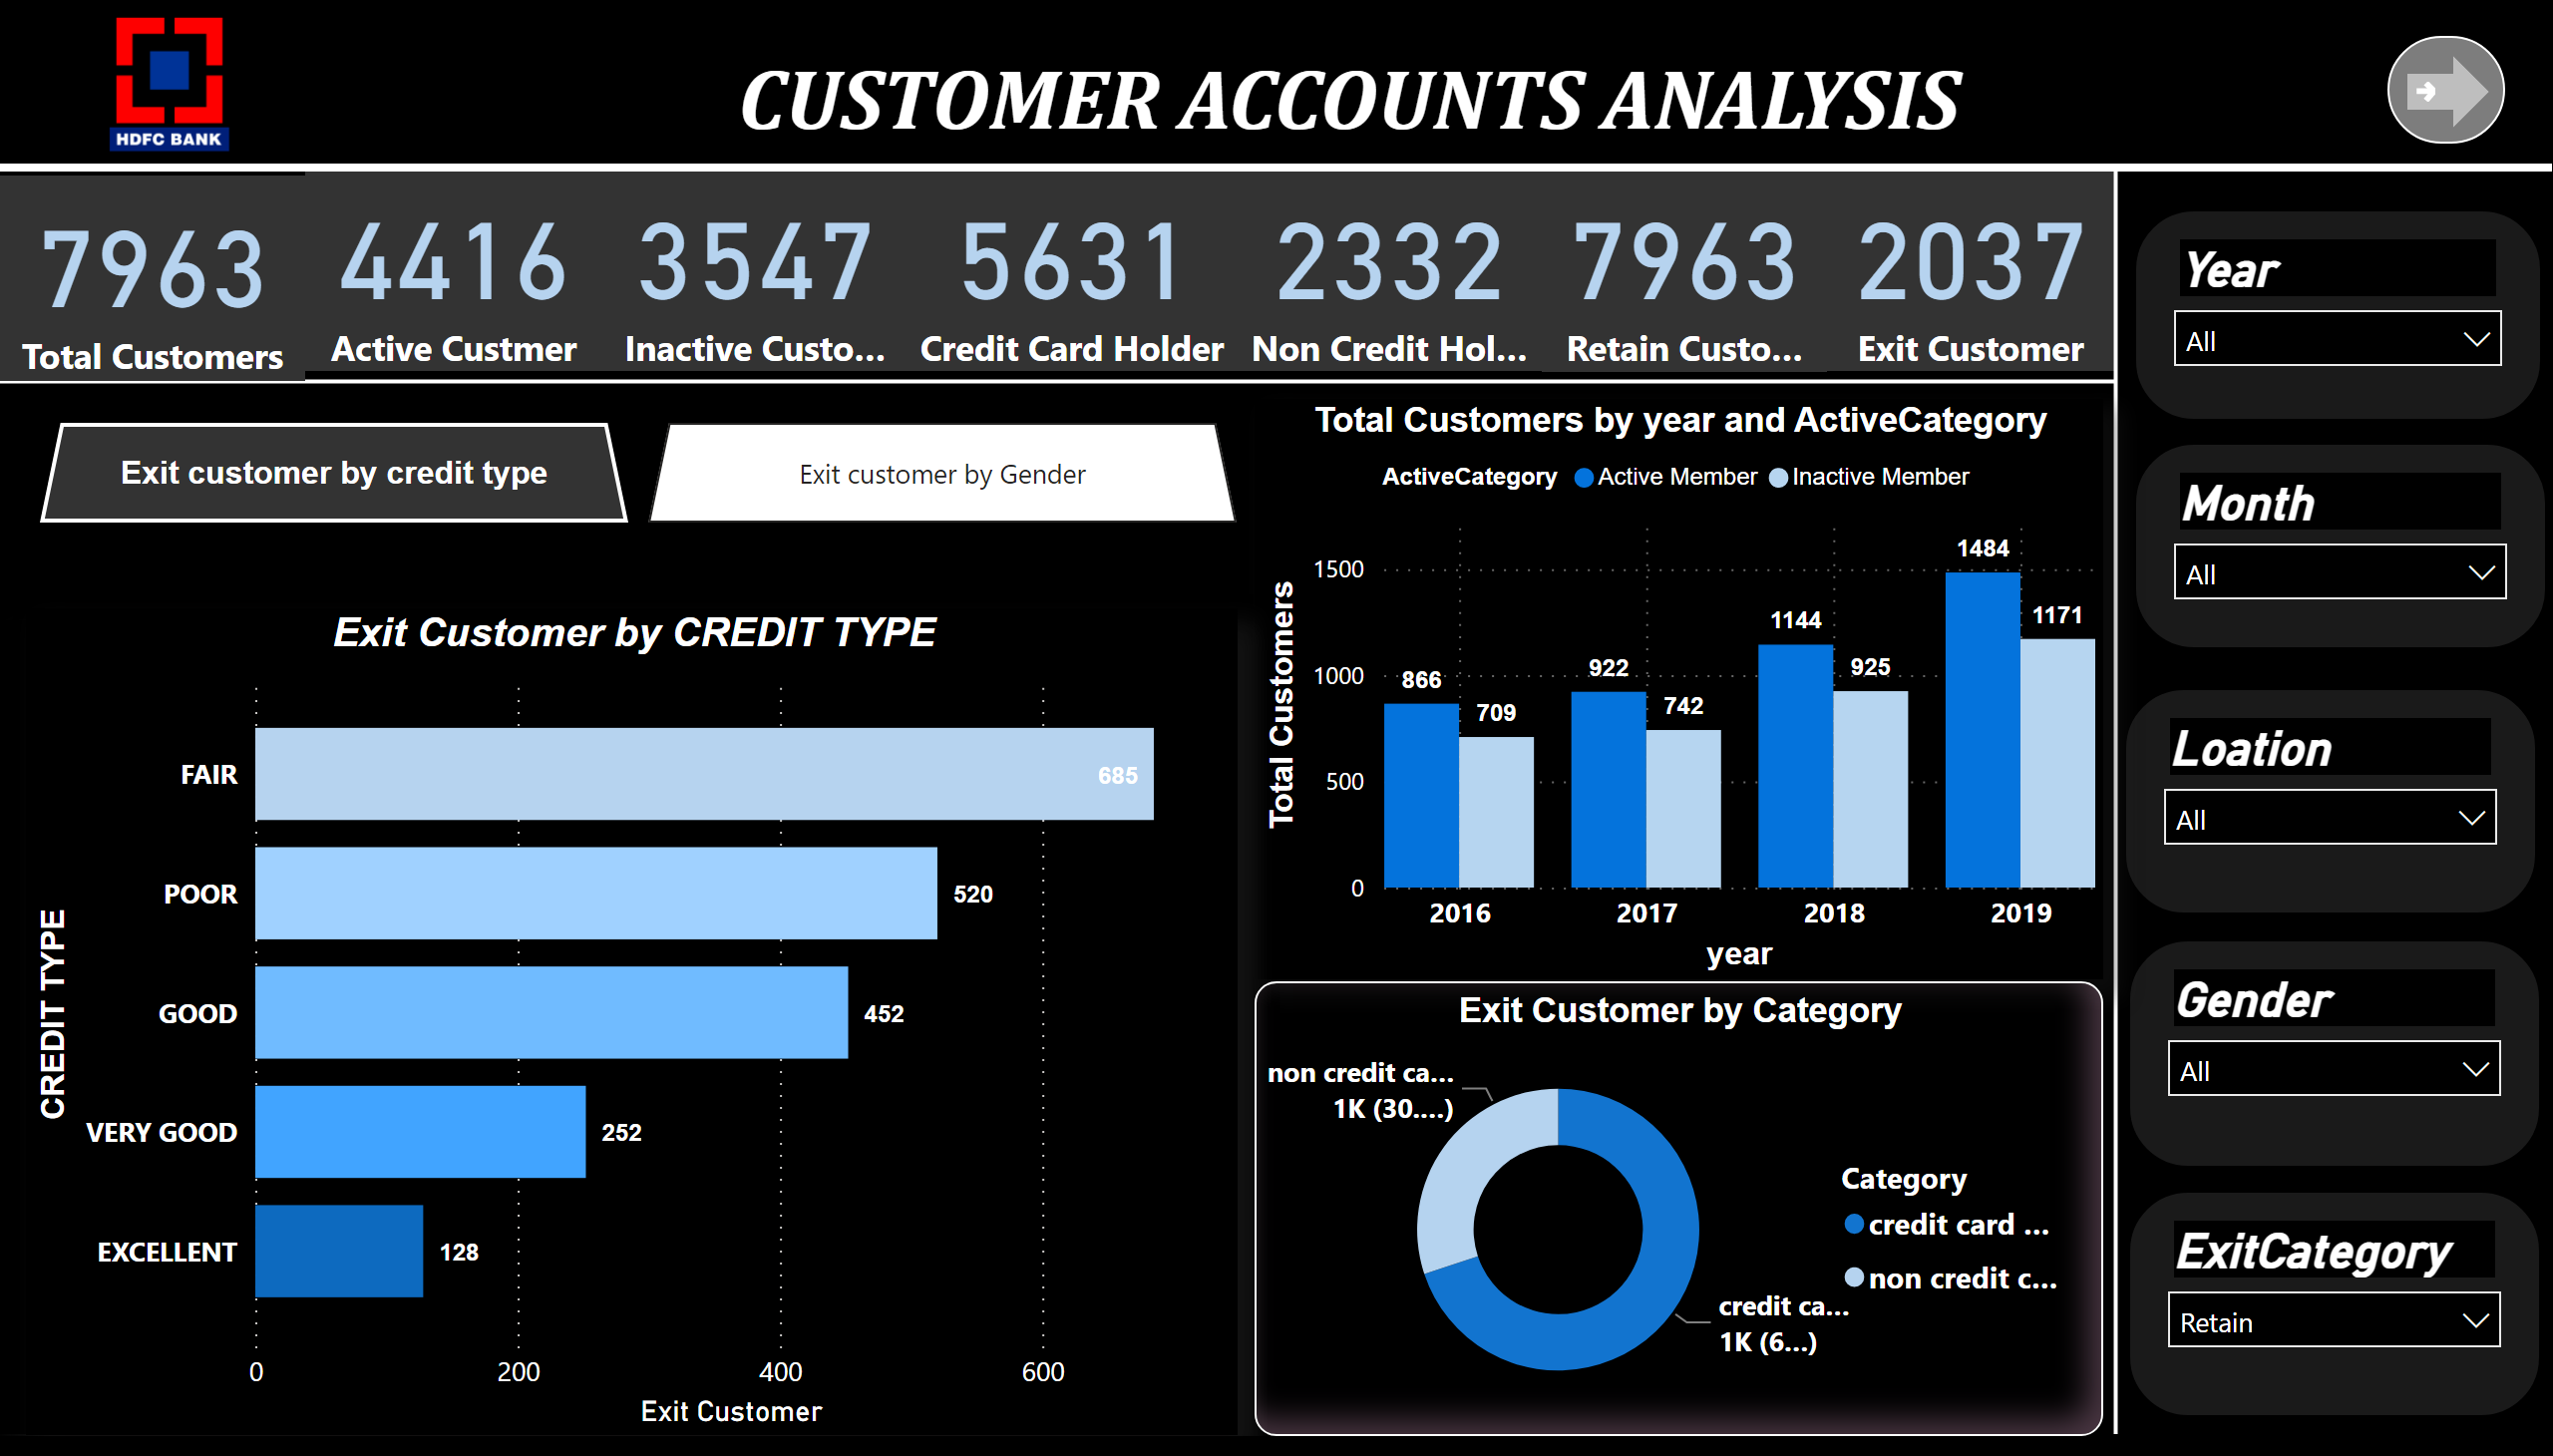 HDFC BANK
CUSTOMER ACCOUNTS ANALYSIS
7963
Total Customers
4416
Active Custmer
3547
Inactive Custo...
5631
Credit Card Holder
2332
Non Credit Hol...
7963
Retain Custo...
2037
Exit Customer
Exit customer by credit type
Exit customer by Gender
Exit Customer by CREDIT TYPE
CREDIT TYPE
FAIR
685
POOR
520
GOOD
452
VERY GOOD
252
EXCELLENT
128
0 200 400 600
Exit Customer
Total Customers by year and ActiveCategory
ActiveCategory Active Member Inactive Member
Total Customers
1500
1000
500
0
866
709
922
742
1144
925
1484
1171
2016 2017 2018 2019
year
Exit Customer by Category
non credit ca...
1K (30....)
credit ca...
1K (6...)
Category
credit card ...
non credit c...
Year
All
Month
All
Loation
All
Gender
All
ExitCategory
Retain